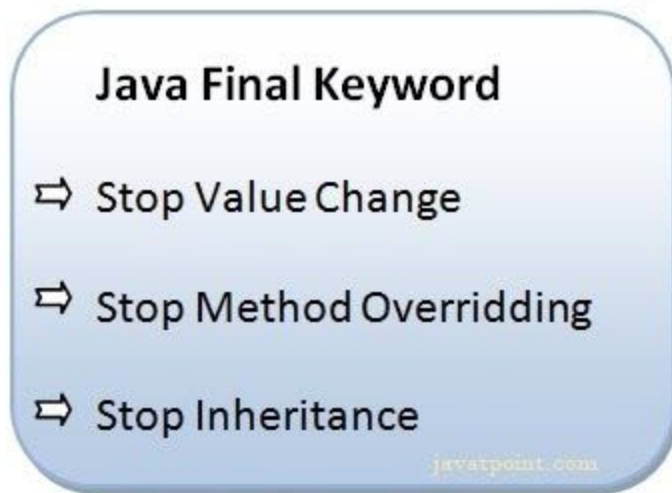 Java Final Keyword
Stop Value Change
Stop Method Overridding
Stop Inheritance
javatpoint.com